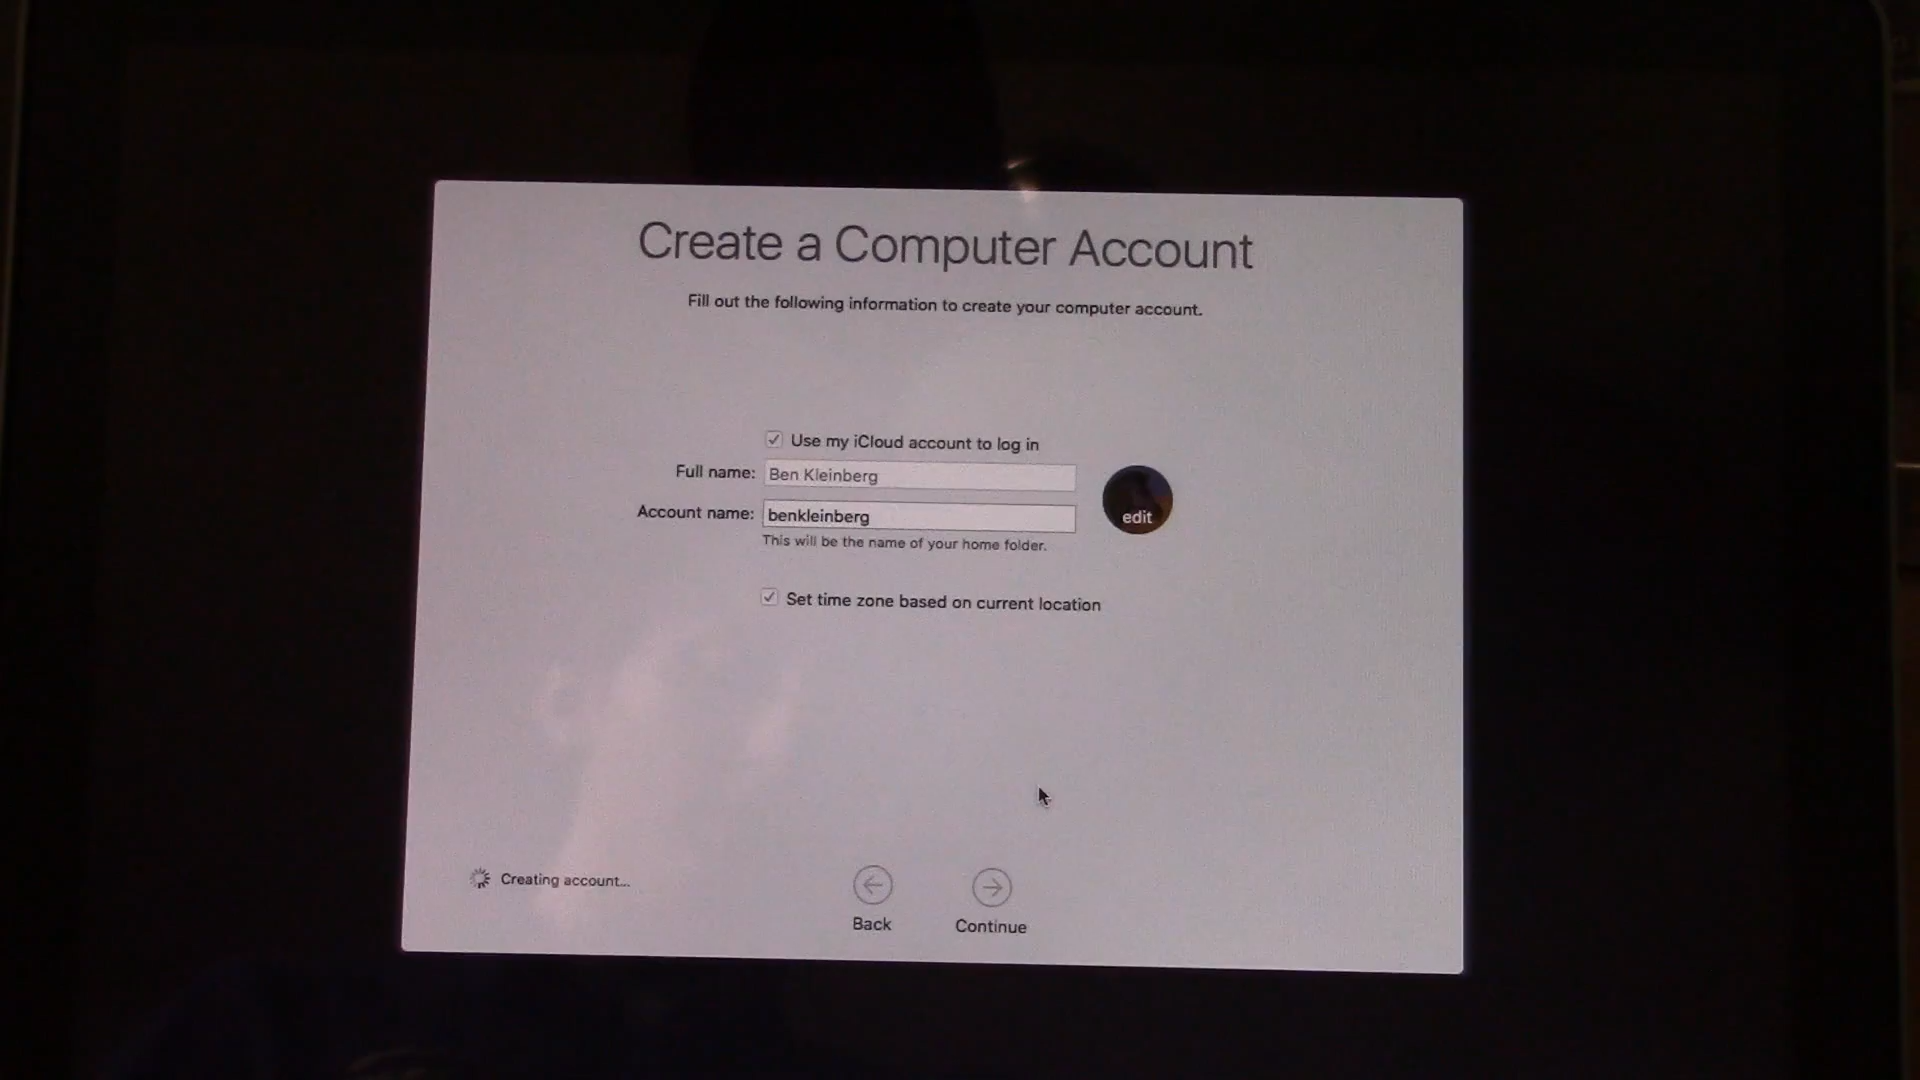 Create a Computer Account
Fill out the following information to create your computer account.
Use my iCloud account to log in
Full name: Ben Kleinberg
Account name: benkleinberg
edit
This will be the name of your home folder.
Set time zone based on current location
Creating account...
Back
Continue